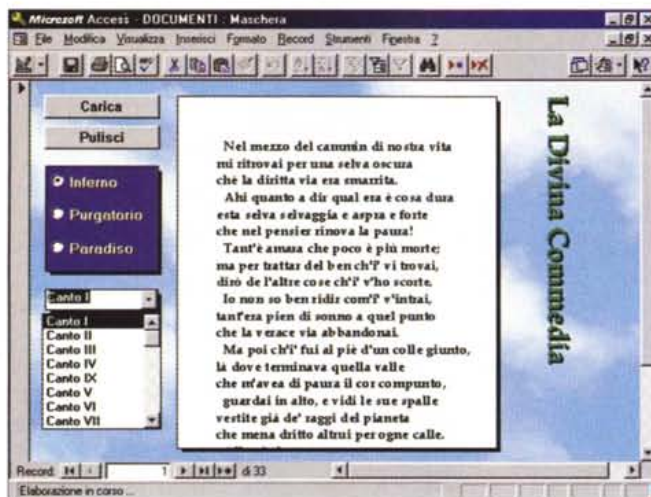 Microsoft Access - DOCUMENTI : Maschera
File Modifica Visualizza Inserisci Formato Record Strumenti Finestra ?
Carica
Pulisci
Inferno
Purgatorio
Paradiso
Canto I
Canto I
Canto II
Canto III
Canto IV
Canto IX
Canto V
Canto VI
Canto VII
Nel mezzo del cammin di nostra vita
mi ritrovai per una selva oscura
ché la diritta via era smarrita.
Ahi quanto a dir qual era è cosa dura
esta selva selvaggia e aspra e forte
che nel pensier rinova la paura!
Tant'è amara che poco è più morte;
ma per trattar del ben ch'i' vi trovai,
dirò de l'altre cose ch'i' v'ho scorte.
Io non so ben ridir com'i' v'intrai,
tant'era pien di sonno a quel punto
che la verace via abbandonai.
Ma poi ch'i' fui al piè d'un colle giunto,
là dove terminava quella valle
che m'avea di paura il cor compunto,
guardai in alto, e vidi le sue spalle
vestite già de' raggi del pianeta
che mena dritto altrui per ogne calle.
La Divina Commedia
Record: 1 di 33
Elaborazione in corso ...